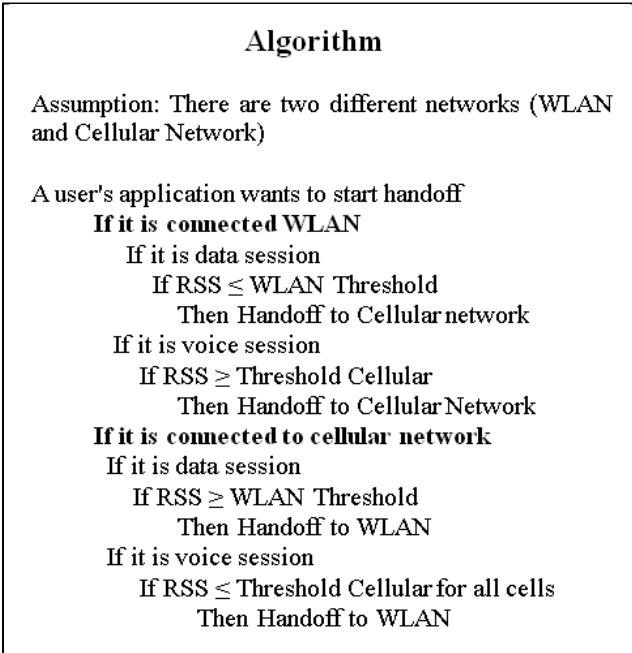 Algorithm
Assumption: There are two different networks (WLAN
and Cellular Network)
A user's application wants to start handoff
If it is connected WLAN
If it is data session
If RSS ≤ WLAN Threshold
Then Handoff to Cellular network
If it is voice session
If RSS ≥ Threshold Cellular
Then Handoff to Cellular Network
If it is connected to cellular network
If it is data session
If RSS ≥ WLAN Threshold
Then Handoff to WLAN
If it is voice session
If RSS ≤ Threshold Cellular for all cells
Then Handoff to WLAN